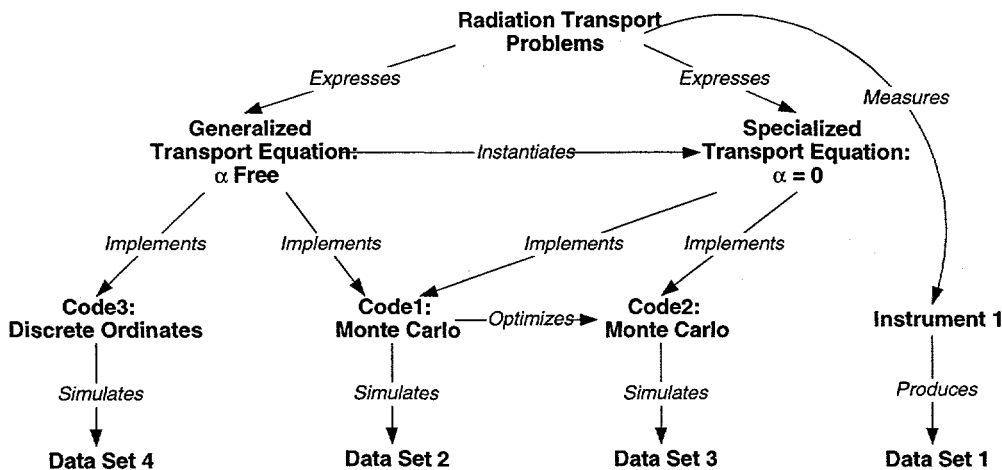 Radiation Transport
Problems
Expresses
Expresses
Measures
Generalized
Transport Equation:
α Free
Instantiates
Specialized
Transport Equation:
α = 0
Implements
Implements
Implements
Implements
Code3:
Discrete Ordinates
Code1:
Monte Carlo
Optimizes
Code2:
Monte Carlo
Instrument 1
Simulates
Simulates
Simulates
Produces
Data Set 4
Data Set 2
Data Set 3
Data Set 1